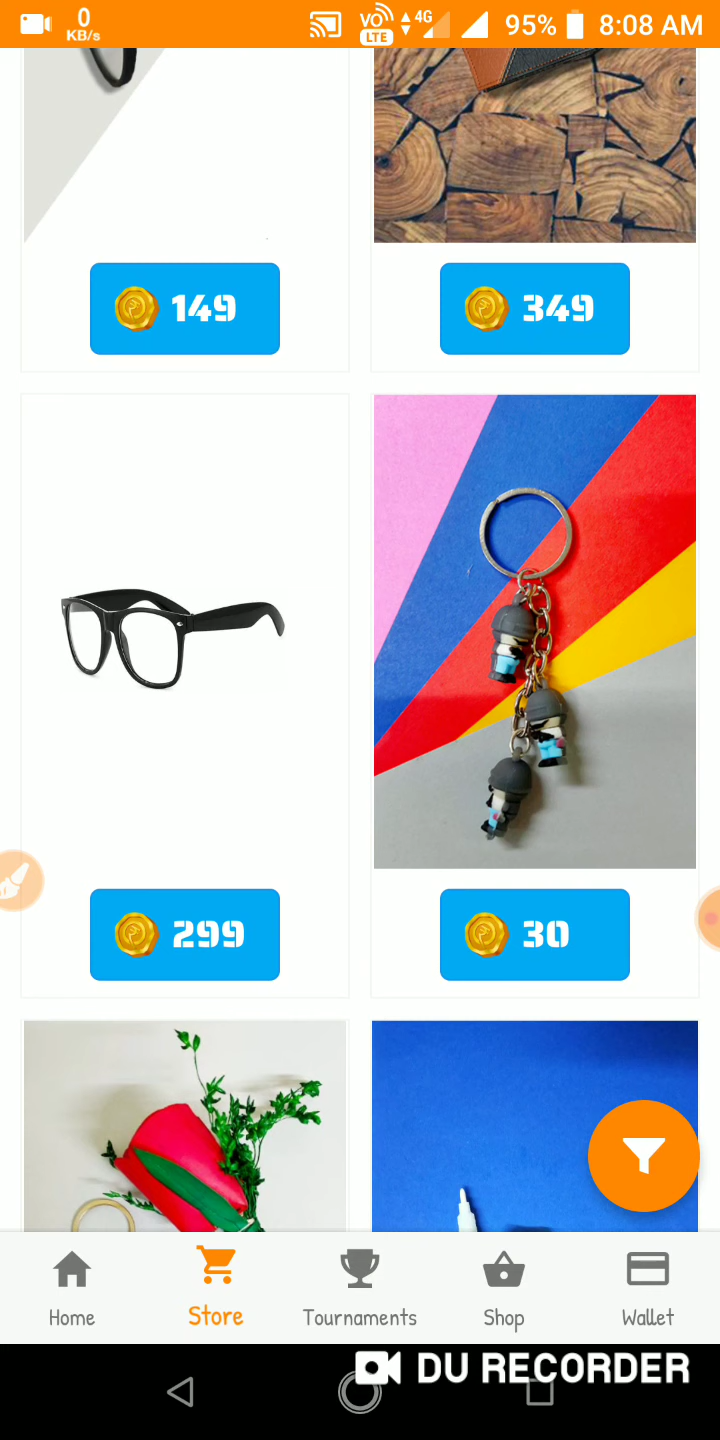 0
KB/s
VO
LTE
4G
95%
8:08 AM
149
349
299
30
Home
Store
Tournaments
Shop
Wallet
DU RECORDER